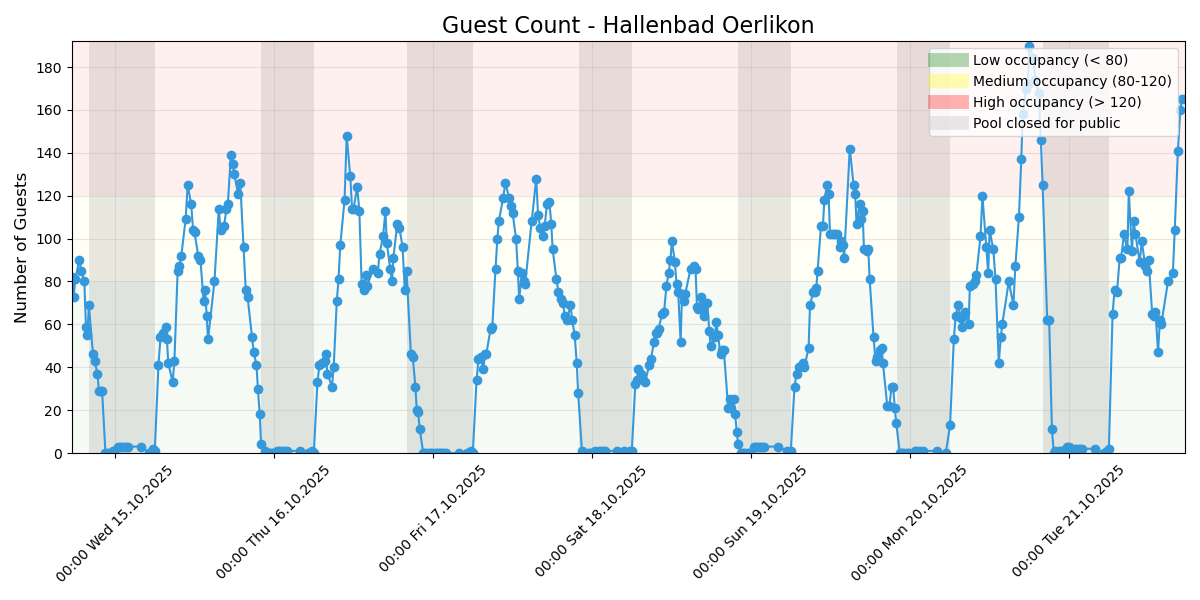 Guest Count - Hallenbad Oerlikon
Low occupancy (< 80)
Medium occupancy (80-120)
High occupancy (> 120)
Pool closed for public
Number of Guests
180
160
140
120
100
80
60
40
20
0
00:00 Wed 15.10.2025
00:00 Thu 16.10.2025
00:00 Fri 17.10.2025
00:00 Sat 18.10.2025
00:00 Sun 19.10.2025
00:00 Mon 20.10.2025
00:00 Tue 21.10.2025